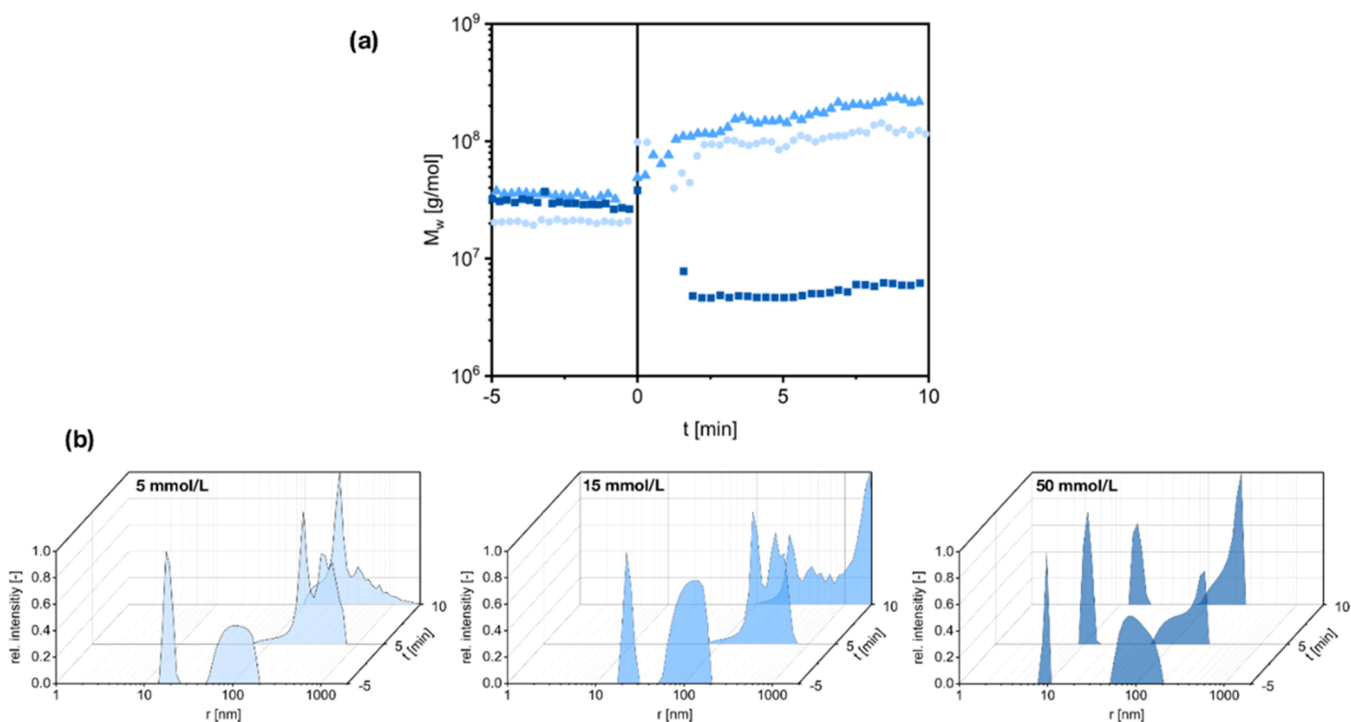 (a)
10⁹
10⁸
10⁷
10⁶
M_w [g/mol]
-5
0
5
10
t [min]
(b)
5 mmol/L
1.0
0.8
0.6
0.4
0.2
0.0
rel. intensitiy [-]
1
10
100
1000
r [nm]
-5
5
10
t [min]
15 mmol/L
1.0
0.8
0.6
0.4
0.2
0.0
rel. intensitiy [-]
1
10
100
1000
r [nm]
-5
5
10
t [min]
50 mmol/L
1.0
0.8
0.6
0.4
0.2
0.0
rel. intensitiy [-]
1
10
100
1000
r [nm]
-5
5
10
t [min]